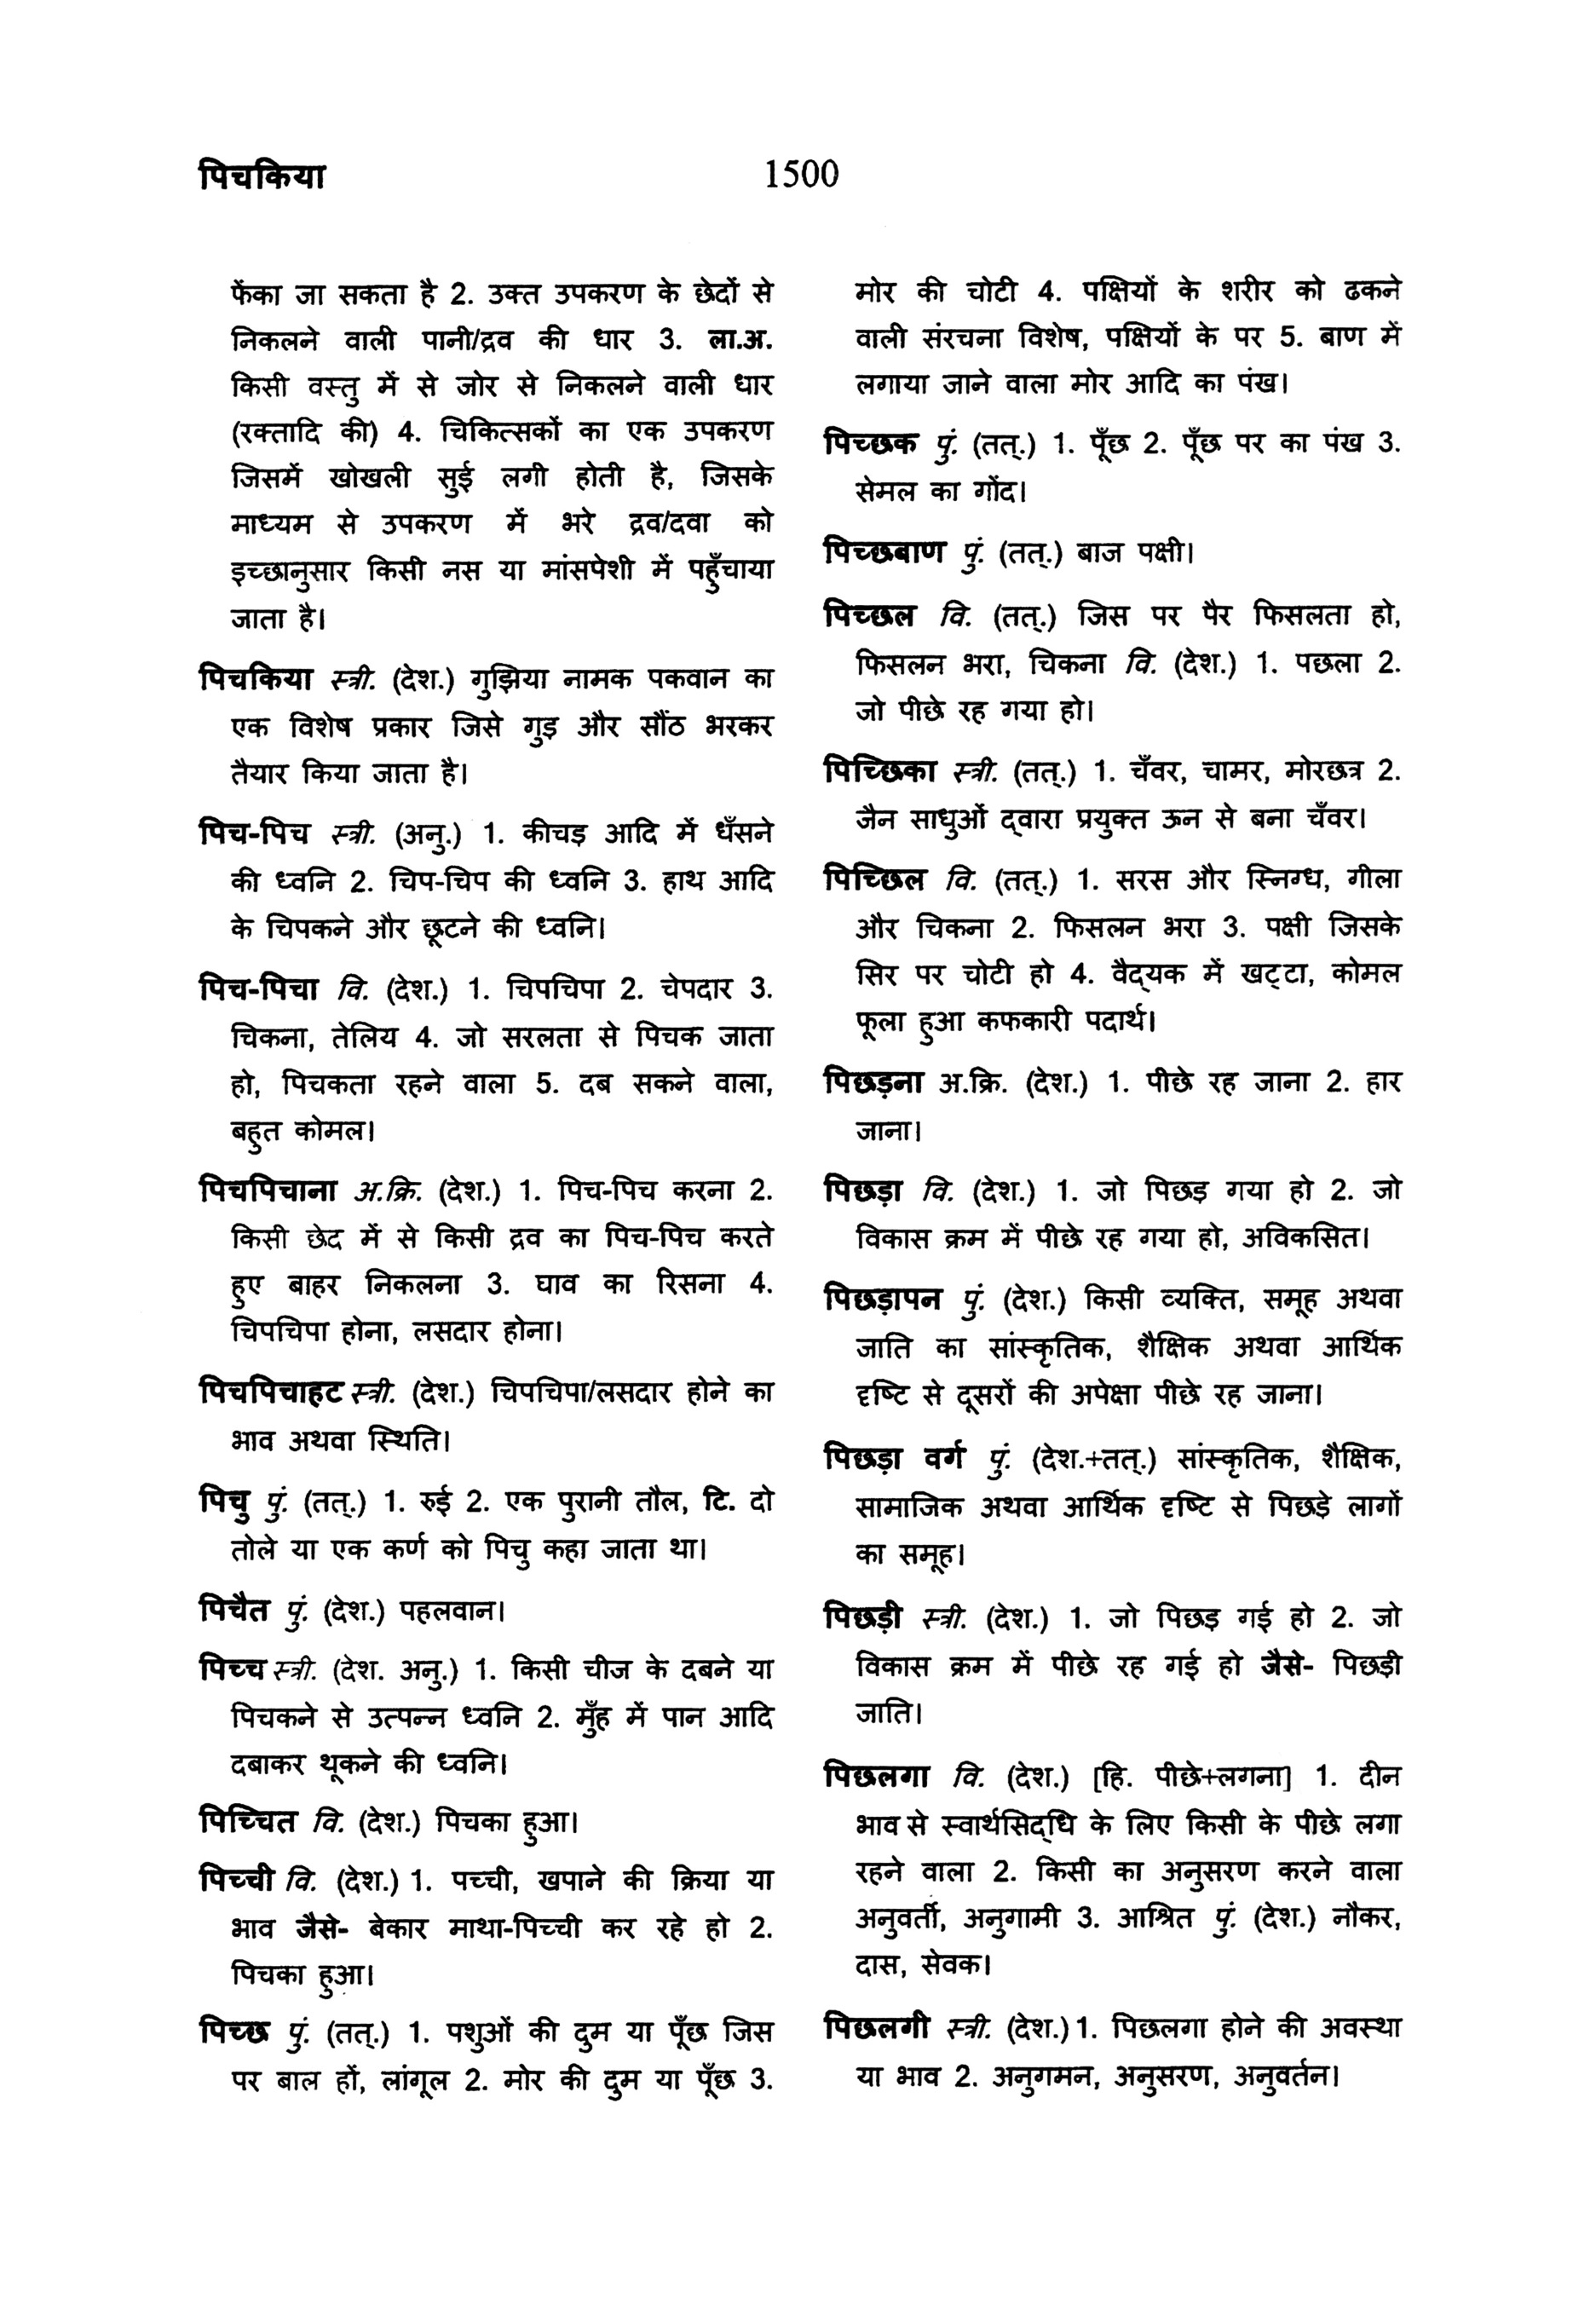 पिचकिया
1500
फेंका जा सकता है 2. उक्त उपकरण के छेदों से
निकलने वाली पानी/द्रव की धार 3. ला.अ.
किसी वस्तु में से जोर से निकलने वाली धार
(रक्तादि की) 4. चिकित्सकों का एक उपकरण
जिसमें खोखली सुई लगी होती है, जिसके
माध्यम से उपकरण में भरे द्रव/दवा को
इच्छानुसार किसी नस या मांसपेशी में पहुँचाया
जाता है।
पिचकिया स्त्री. (देश.) गुझिया नामक पकवान का
एक विशेष प्रकार जिसे गुड़ और सौंठ भरकर
तैयार किया जाता है।
पिच-पिच स्त्री. (अनु.) 1. कीचड़ आदि में धँसने
की ध्वनि 2. चिप-चिप की ध्वनि 3. हाथ आदि
के चिपकने और छूटने की ध्वनि।
पिच-पिचा वि. (देश.) 1. चिपचिपा 2. चेपदार 3.
चिकना, तेलिय 4. जो सरलता से पिचक जाता
हो, पिचकता रहने वाला 5. दब सकने वाला,
बहुत कोमल।
पिचपिचाना अ.क्रि. (देश.) 1. पिच-पिच करना 2.
किसी छेद में से किसी द्रव का पिच-पिच करते
हुए बाहर निकलना 3. घाव का रिसना 4.
चिपचिपा होना, लसदार होना।
पिचपिचाहट स्त्री. (देश.) चिपचिपा/लसदार होने का
भाव अथवा स्थिति।
पिचु पुं. (तत्.) 1. रुई 2. एक पुरानी तौल, टि. दो
तोले या एक कर्ण को पिचु कहा जाता था।
पिचैत पुं. (देश.) पहलवान।
पिच्च स्त्री. (देश. अनु.) 1. किसी चीज के दबने या
पिचकने से उत्पन्न ध्वनि 2. मुँह में पान आदि
दबाकर थूकने की ध्वनि।
पिच्चित वि. (देश.) पिचका हुआ।
पिच्ची वि. (देश.) 1. पच्ची, खपाने की क्रिया या
भाव जैसे- बेकार माथा-पिच्ची कर रहे हो 2.
पिचका हुआ।
पिच्छ पुं. (तत्.) 1. पशुओं की दुम या पूँछ जिस
पर बाल हों, लांगूल 2. मोर की दुम या पूँछ 3.
मोर की चोटी 4. पक्षियों के शरीर को ढकने
वाली संरचना विशेष, पक्षियों के पर 5. बाण में
लगाया जाने वाला मोर आदि का पंख।
पिच्छक पुं. (तत्.) 1. पूँछ 2. पूँछ पर का पंख 3.
सेमल का गोंद।
पिच्छबाण पुं. (तत्.) बाज पक्षी।
पिच्छल वि. (तत्.) जिस पर पैर फिसलता हो,
फिसलन भरा, चिकना वि. (देश.) 1. पछला 2.
जो पीछे रह गया हो।
पिच्छिका स्त्री. (तत्.) 1. चँवर, चामर, मोरछत्र 2.
जैन साधुओं द्‌वारा प्रयुक्त ऊन से बना चँवर।
पिच्छिल वि. (तत्.) 1. सरस और स्निग्ध, गीला
और चिकना 2. फिसलन भरा 3. पक्षी जिसके
सिर पर चोटी हो 4. वैद्‌यक में खट्‌टा, कोमल
फूला हुआ कफकारी पदार्थ।
पिछड़ना अ.क्रि. (देश.) 1. पीछे रह जाना 2. हार
जाना।
पिछड़ा वि. (देश.) 1. जो पिछड़ गया हो 2. जो
विकास क्रम में पीछे रह गया हो, अविकसित।
पिछड़ापन पुं. (देश.) किसी व्यक्ति, समूह अथवा
जाति का सांस्कृतिक, शैक्षिक अथवा आर्थिक
दृष्टि से दूसरों की अपेक्षा पीछे रह जाना।
पिछड़ा वर्ग पुं. (देश.+तत्.) सांस्कृतिक, शैक्षिक,
सामाजिक अथवा आर्थिक दृष्टि से पिछड़े लागों
का समूह।
पिछड़ी स्त्री. (देश.) 1. जो पिछड़ गई हो 2. जो
विकास क्रम में पीछे रह गई हो जैसे- पिछड़ी
जाति।
पिछलगा वि. (देश.) [हि. पीछे+लगना] 1. दीन
भाव से स्वार्थसिद्‌धि के लिए किसी के पीछे लगा
रहने वाला 2. किसी का अनुसरण करने वाला
अनुवर्ती, अनुगामी 3. आश्रित पुं. (देश.) नौकर,
दास, सेवक।
पिछलगी स्त्री. (देश.) 1. पिछलगा होने की अवस्था
या भाव 2. अनुगमन, अनुसरण, अनुवर्तन।